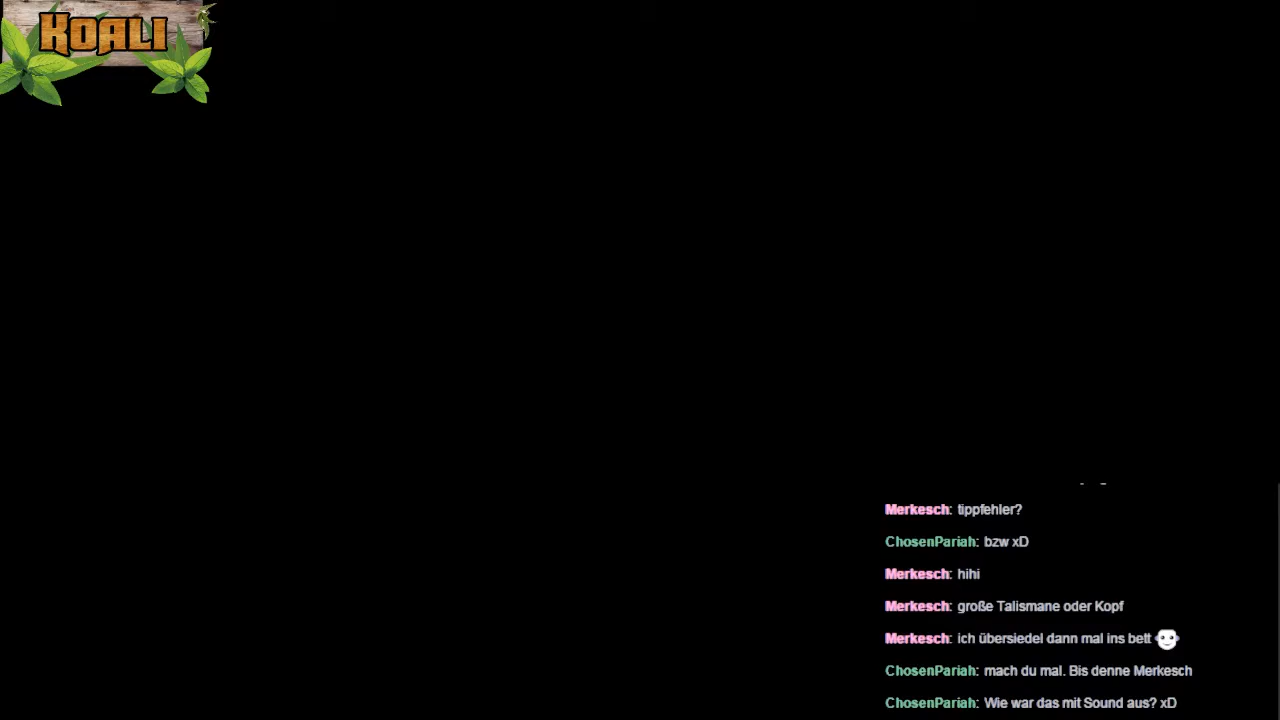 KOALI
Merkesch: tippfehler?
ChosenPariah: bzw xD
Merkesch: hihi
Merkesch: große Talismane oder Kopf
Merkesch: ich übersiedel dann mal ins bett
ChosenPariah: mach du mal. Bis denne Merkesch
ChosenPariah: Wie war das mit Sound aus? xD